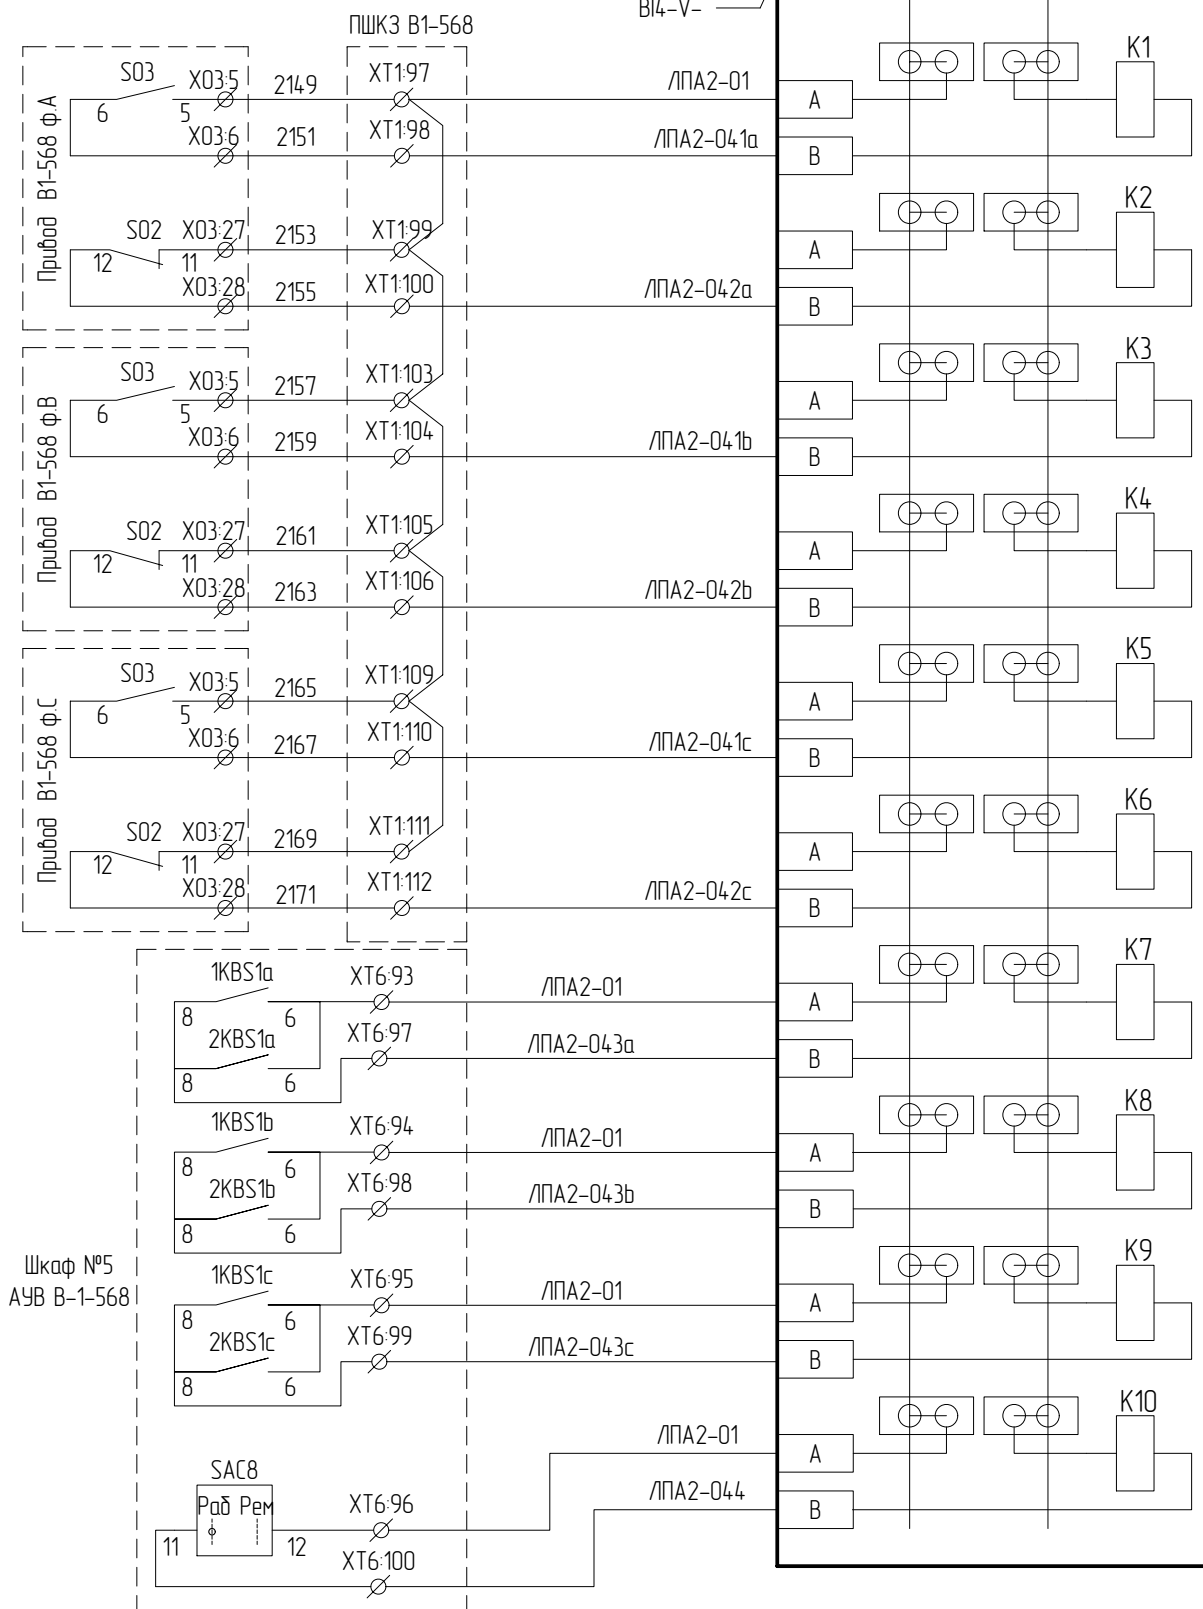 BI4-V-
ПШКЗ В1-568
K1
S03
X03:5
2149
XT1:97
ЛПА2-01
A
6
5
X03:6
2151
XT1:98
ЛПА2-041a
B
Привод В1-568 ф.А
K2
S02
X03:27
2153
XT1:99
A
12
11
X03:28
2155
XT1:100
ЛПА2-042a
B
K3
S03
X03:5
2157
XT1:103
A
6
5
X03:6
2159
XT1:104
ЛПА2-041b
B
Привод В1-568 ф.В
K4
S02
X03:27
2161
XT1:105
A
12
11
X03:28
2163
XT1:106
ЛПА2-042b
B
K5
S03
X03:5
2165
XT1:109
A
6
5
X03:6
2167
XT1:110
ЛПА2-041c
B
Привод В1-568 ф.С
K6
S02
X03:27
2169
XT1:111
A
12
11
X03:28
2171
XT1:112
ЛПА2-042c
B
K7
1KBS1a
XT6:93
ЛПА2-01
A
8
6
2KBS1a
XT6:97
ЛПА2-043a
B
8
6
K8
1KBS1b
XT6:94
ЛПА2-01
A
8
6
2KBS1b
XT6:98
ЛПА2-043b
B
8
6
Шкаф №5
АУВ В-1-568
K9
1KBS1c
XT6:95
ЛПА2-01
A
8
6
2KBS1c
XT6:99
ЛПА2-043c
B
8
6
K10
ЛПА2-01
A
SAC8
Раб Рем
XT6:96
ЛПА2-044
B
11
12
XT6:100